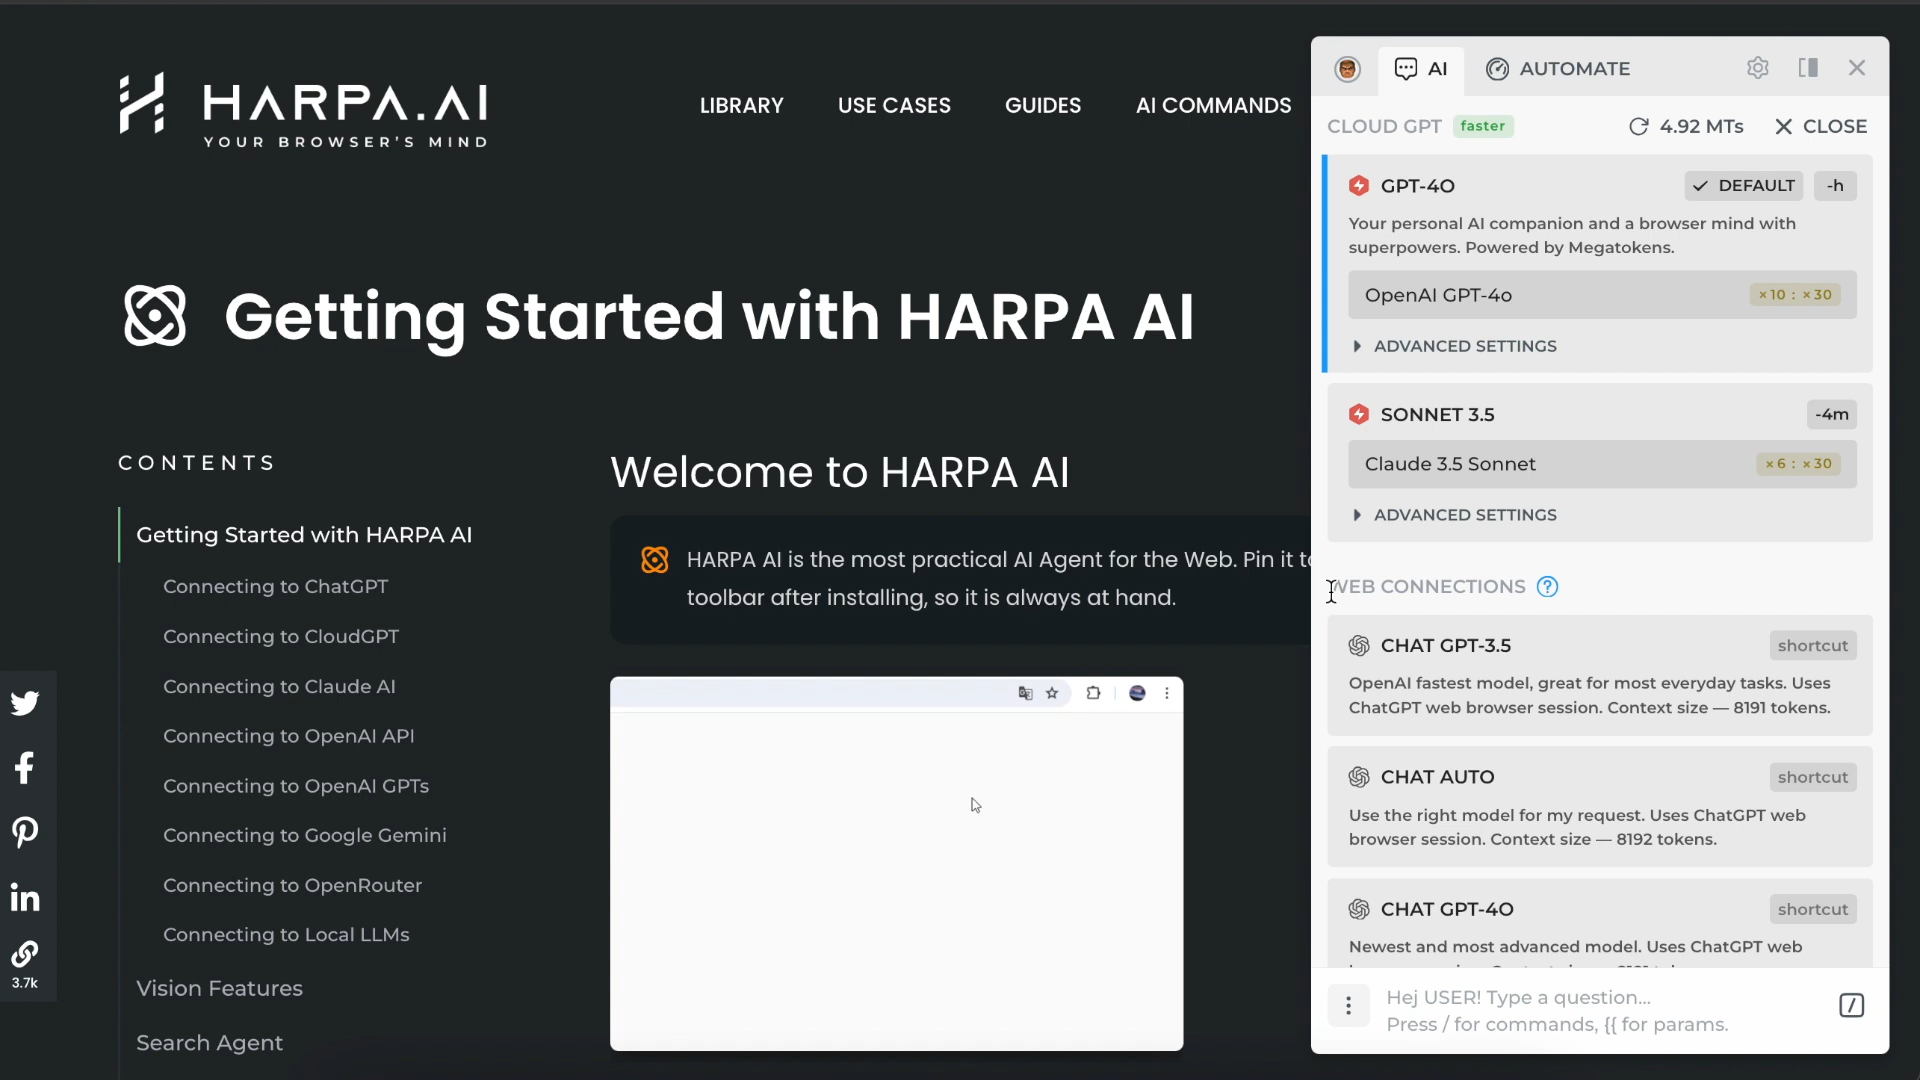 HARPA.AI
YOUR BROWSER'S MIND
LIBRARY
USE CASES
GUIDES
AI COMMANDS
Getting Started with HARPA AI
CONTENTS
Getting Started with HARPA AI
Connecting to ChatGPT
Connecting to CloudGPT
Connecting to Claude AI
Connecting to OpenAI API
Connecting to OpenAI GPTs
Connecting to Google Gemini
Connecting to OpenRouter
Connecting to Local LLMs
Vision Features
Search Agent
3.7k
Welcome to HARPA AI
HARPA AI is the most practical AI Agent for the Web. Pin it to
toolbar after installing, so it is always at hand.
AI
AUTOMATE
CLOUD GPT faster
4.92 MTs
CLOSE
GPT-4O
DEFAULT
-h
Your personal AI companion and a browser mind with
superpowers. Powered by Megatokens.
OpenAI GPT-4o
×10 : ×30
ADVANCED SETTINGS
SONNET 3.5
-4m
Claude 3.5 Sonnet
×6 : ×30
ADVANCED SETTINGS
WEB CONNECTIONS ?
CHAT GPT-3.5
shortcut
OpenAI fastest model, great for most everyday tasks. Uses
ChatGPT web browser session. Context size — 8191 tokens.
CHAT AUTO
shortcut
Use the right model for my request. Uses ChatGPT web
browser session. Context size — 8192 tokens.
CHAT GPT-4O
shortcut
Newest and most advanced model. Uses ChatGPT web
Hej USER! Type a question...
Press / for commands, {{ for params.
/